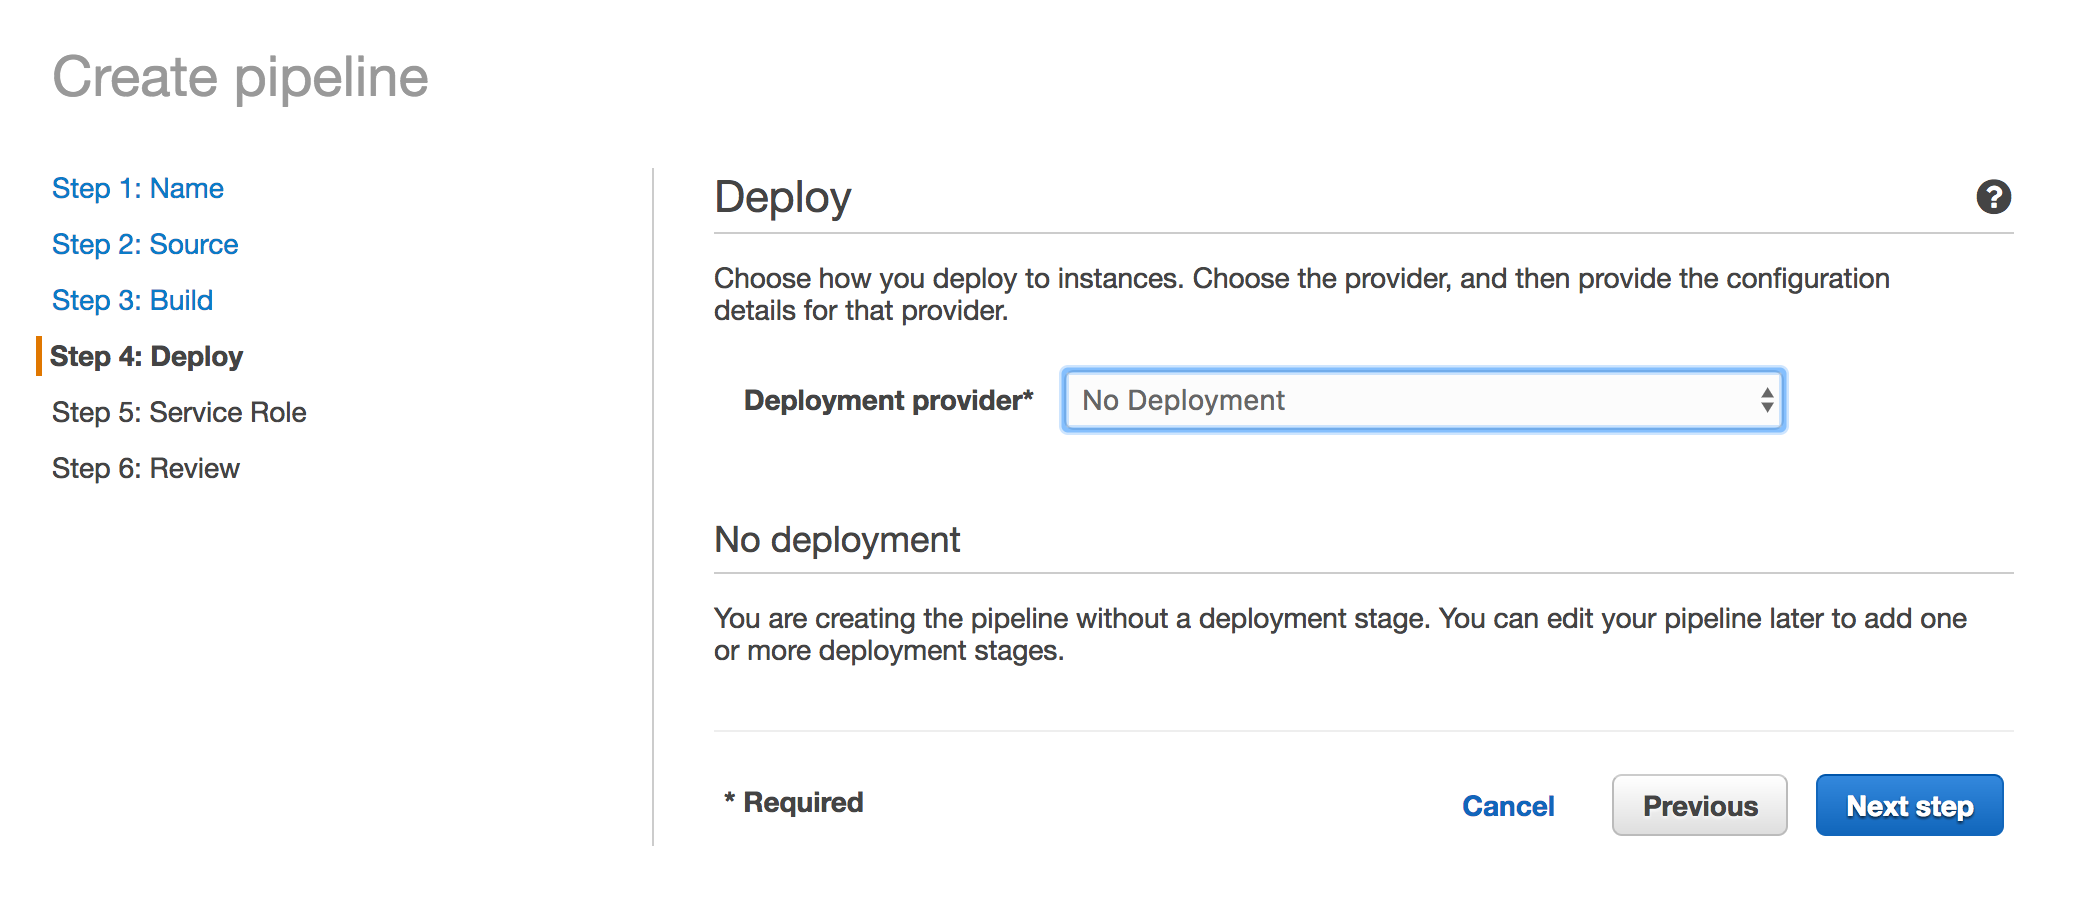 Create pipeline
Step 1: Name
Step 2: Source
Step 3: Build
Step 4: Deploy
Step 5: Service Role
Step 6: Review
Deploy
?
Choose how you deploy to instances. Choose the provider, and then provide the configuration
details for that provider.
Deployment provider* No Deployment
No deployment
You are creating the pipeline without a deployment stage. You can edit your pipeline later to add one
or more deployment stages.
* Required
Cancel Previous Next step